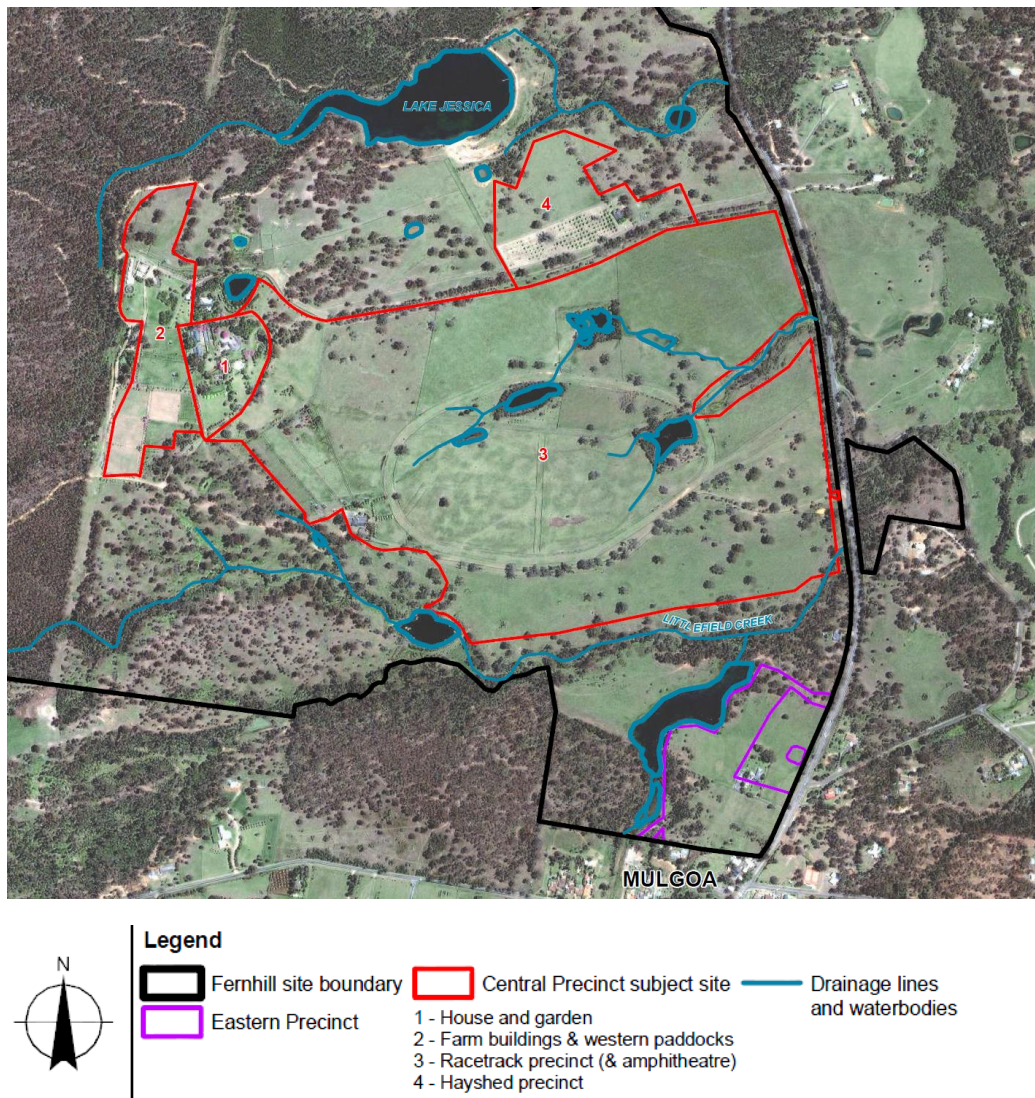 LAKE JESSICA
4
2
1
3
LITTLEFIELD CREEK
MULGOA
Legend
N
Fernhill site boundary
Central Precinct subject site
Drainage lines
and waterbodies
Eastern Precinct
1 - House and garden
2 - Farm buildings & western paddocks
3 - Racetrack precinct (& amphitheatre)
4 - Hayshed precinct